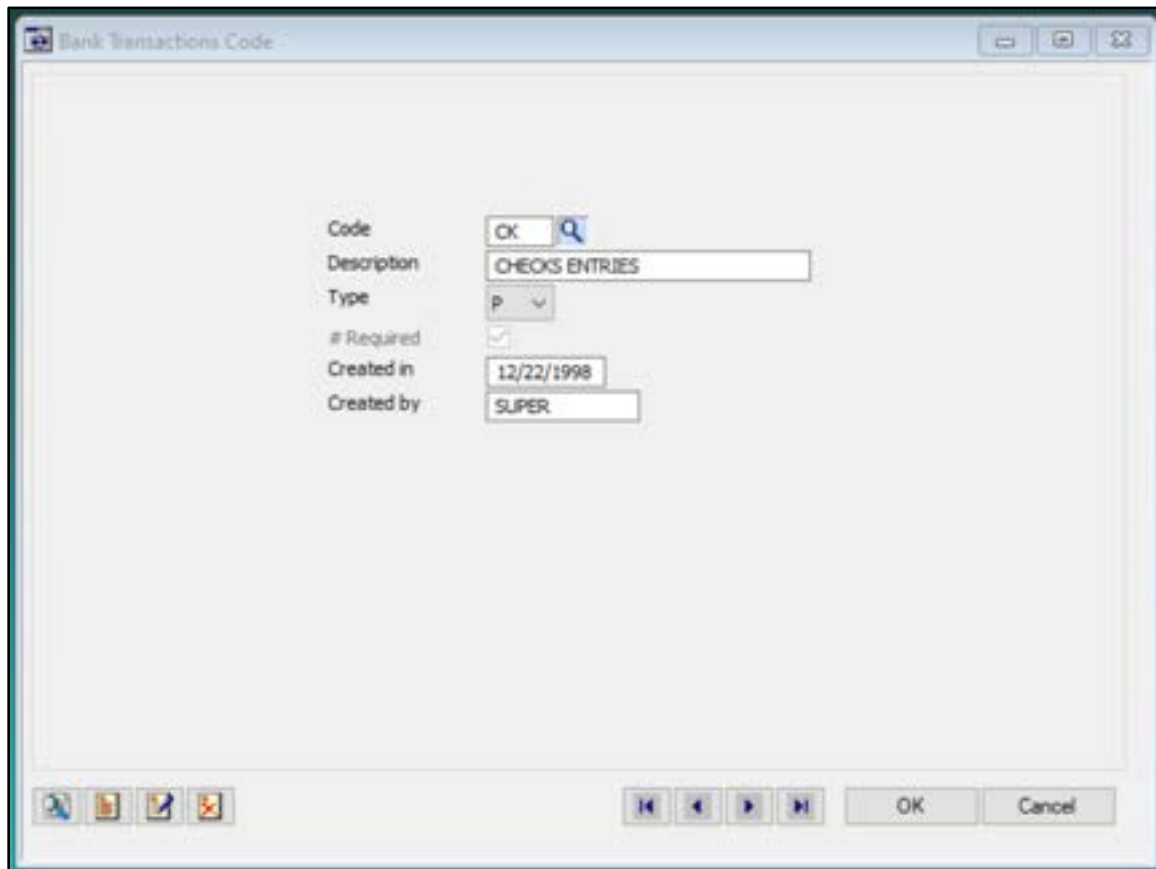 Bank Transactions Code
Code CK
Description CHECKS ENTRIES
Type P
# Required
Created in 12/22/1998
Created by SUPER
OK Cancel